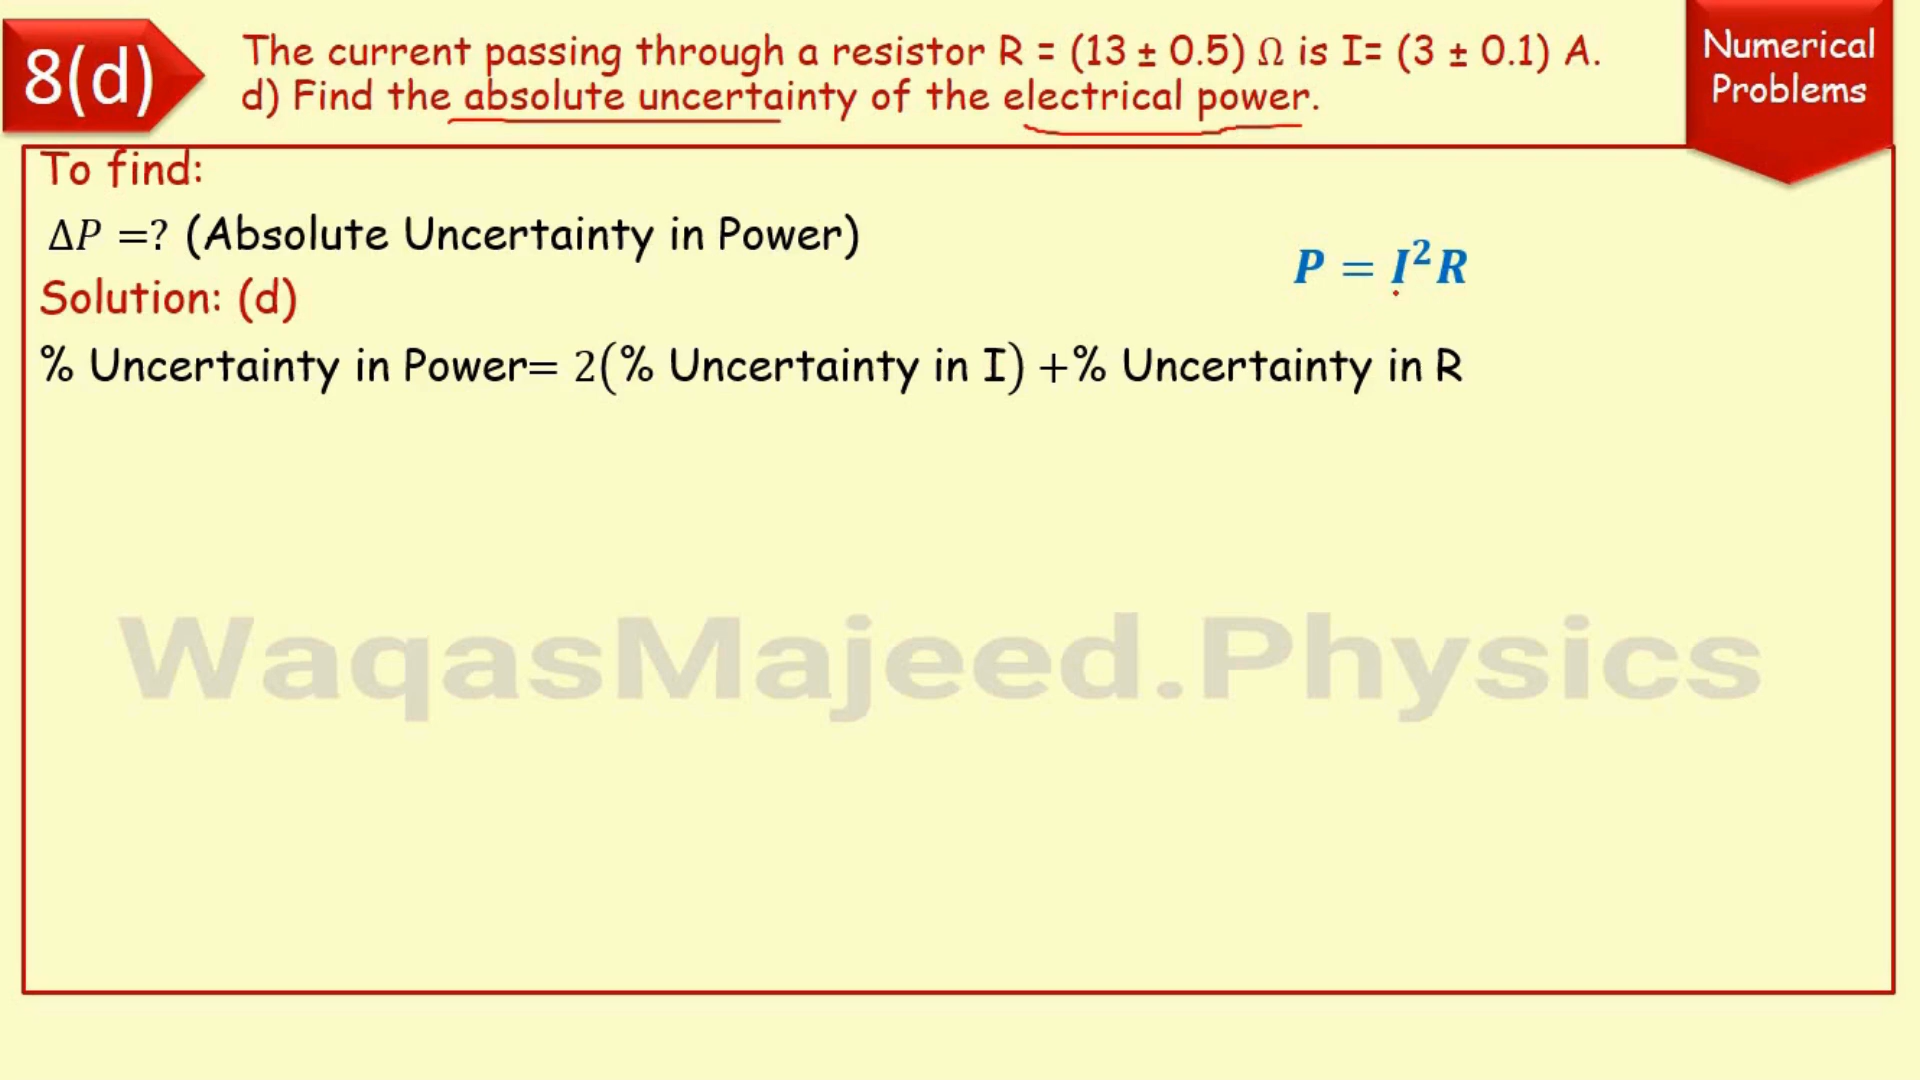 8(d)
The current passing through a resistor R = (13 ± 0.5) Ω is I= (3 ± 0.1) A.
d) Find the absolute uncertainty of the electrical power.
Numerical
Problems
To find:
ΔP =? (Absolute Uncertainty in Power)
P = I²R
Solution: (d)
% Uncertainty in Power= 2(% Uncertainty in I) +% Uncertainty in R
WaqasMajeed.Physics